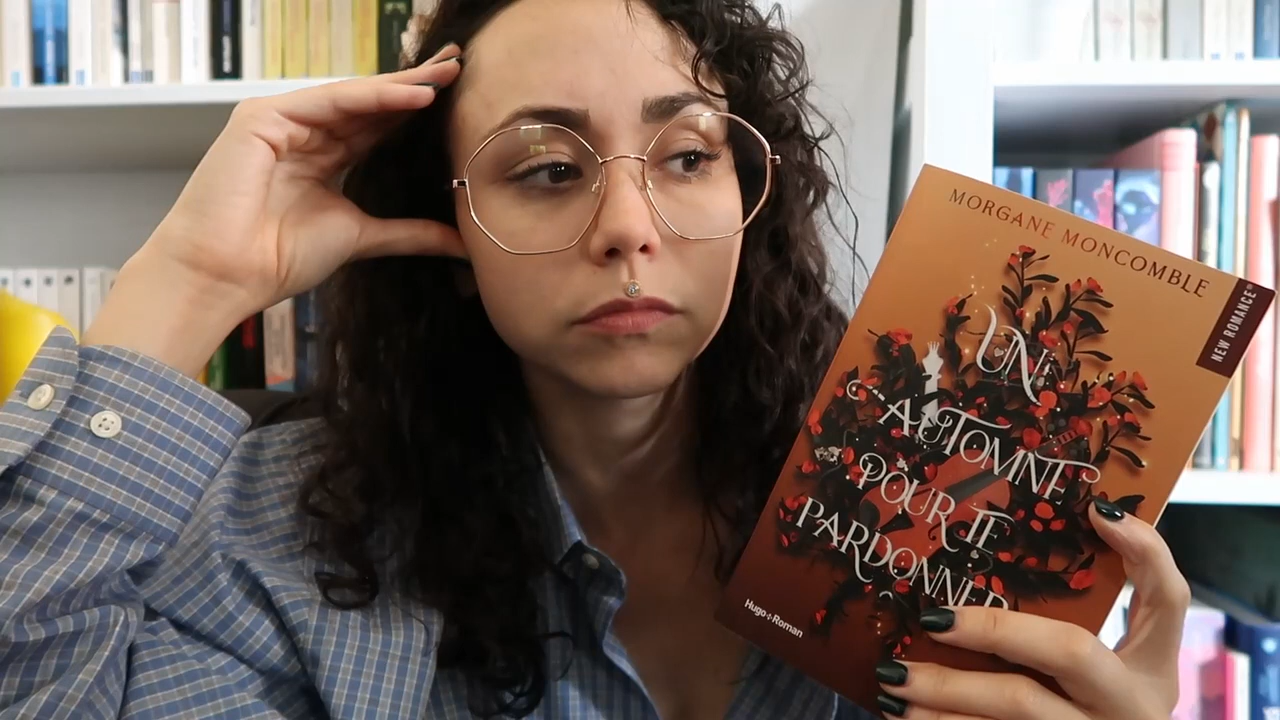 MORGANE MONCOMBLE
NEW ROMANCE
UN
AUTOMNE
POUR TE
PARDONNER
Hugo+Roman